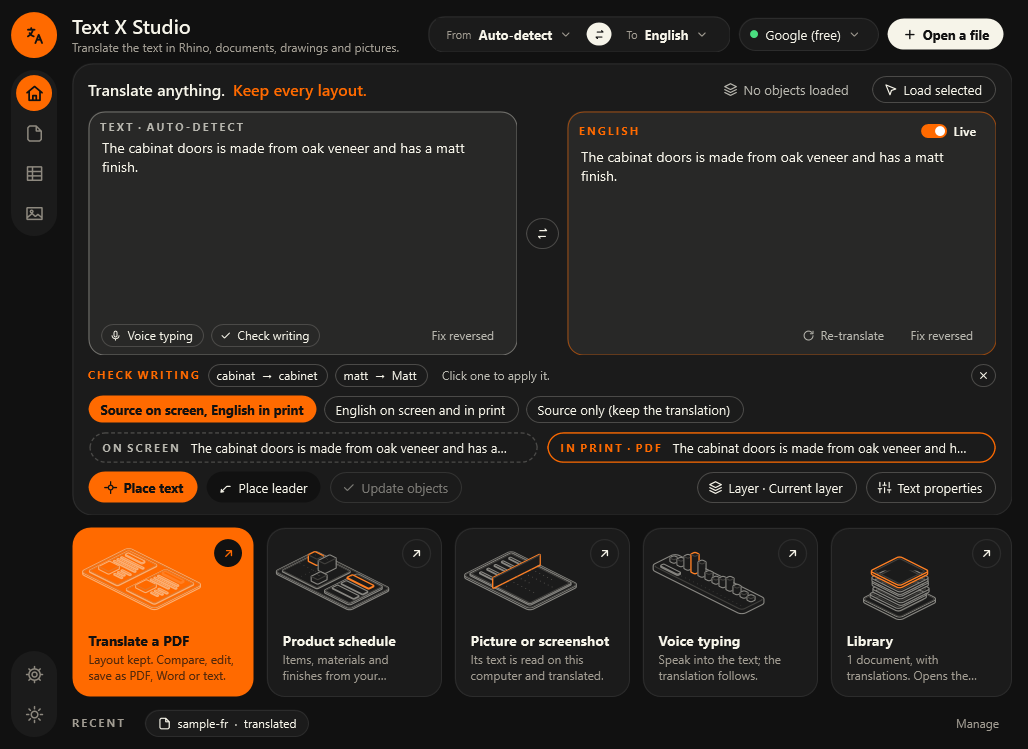 Text X Studio
Translate the text in Rhino, documents, drawings and pictures.
From Auto-detect
To English
Google (free)
+ Open a file
Translate anything. Keep every layout.
No objects loaded
Load selected
TEXT · AUTO-DETECT
The cabinat doors is made from oak veneer and has a matt
finish.
Voice typing
Check writing
Fix reversed
ENGLISH
Live
The cabinat doors is made from oak veneer and has a matt
finish.
Re-translate
Fix reversed
CHECK WRITING
cabinat → cabinet
matt → Matt
Click one to apply it.
Source on screen, English in print
English on screen and in print
Source only (keep the translation)
ON SCREEN The cabinat doors is made from oak veneer and has a...
IN PRINT · PDF The cabinat doors is made from oak veneer and h...
Place text
Place leader
Update objects
Layer · Current layer
Text properties
Translate a PDF
Layout kept. Compare, edit,
save as PDF, Word or text.
Product schedule
Items, materials and
finishes from your...
Picture or screenshot
Its text is read on this
computer and translated.
Voice typing
Speak into the text; the
translation follows.
Library
1 document, with
translations. Opens the...
RECENT
sample-fr · translated
Manage